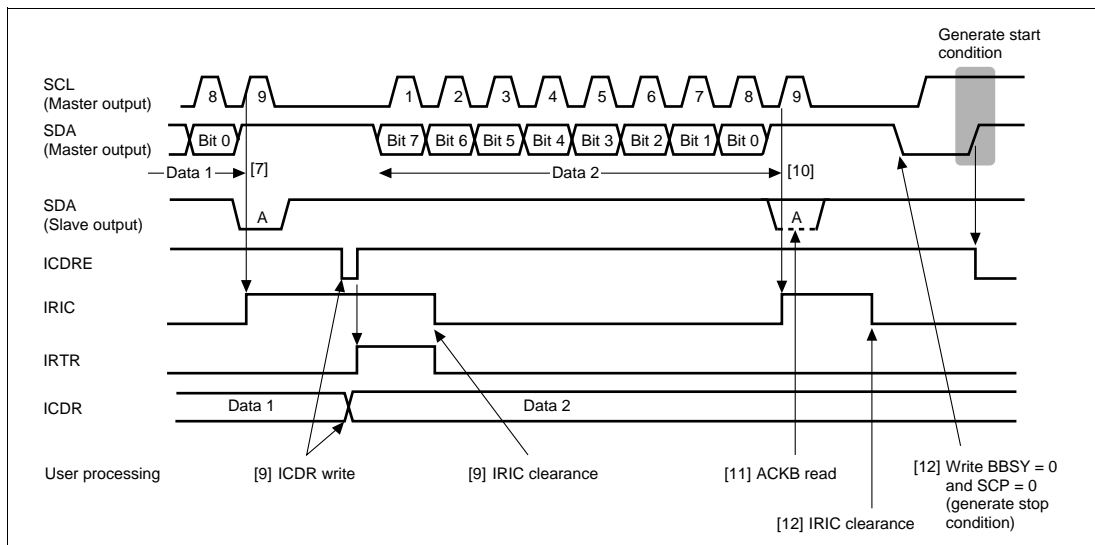 Generate start
condition
SCL
(Master output)
8 9 1 2 3 4 5 6 7 8 9
SDA
(Master output)
Bit 0 Bit 7 Bit 6 Bit 5 Bit 4 Bit 3 Bit 2 Bit 1 Bit 0
Data 1 [7] Data 2 [10]
SDA
(Slave output)
A A
ICDRE
IRIC
IRTR
ICDR
Data 1 Data 2
User processing
[9] ICDR write
[9] IRIC clearance
[11] ACKB read
[12] IRIC clearance
[12] Write BBSY = 0
and SCP = 0
(generate stop
condition)